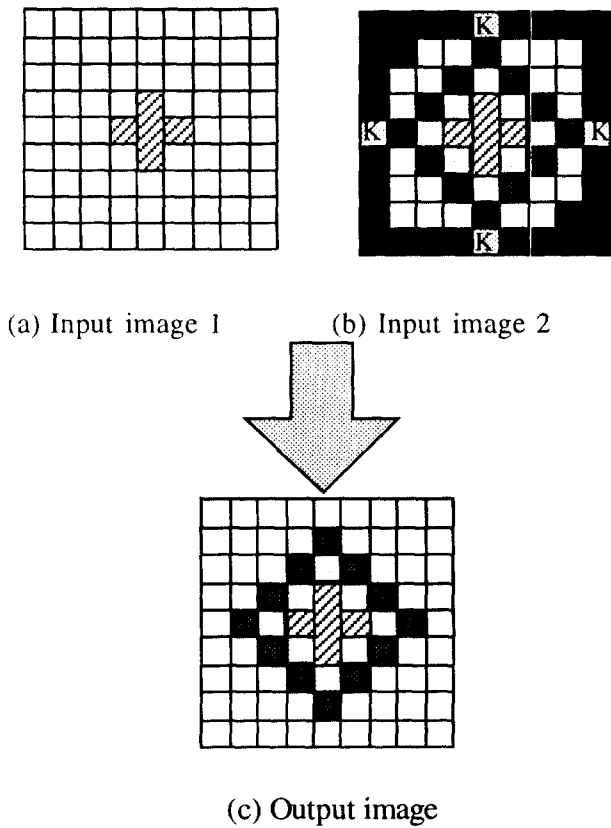 K
K K
K
(a) Input image 1
(b) Input image 2
(c) Output image